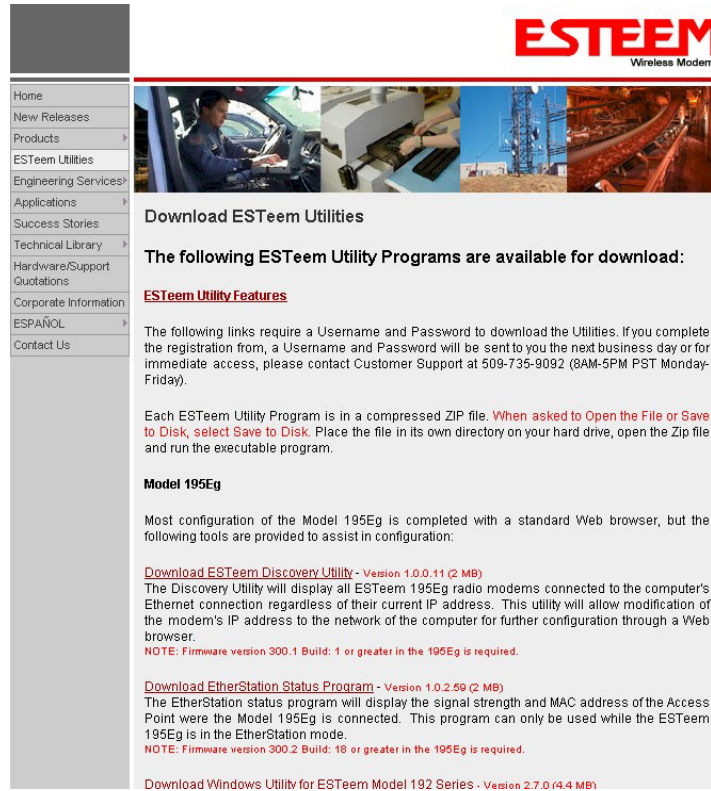 ESTEEM
Wireless Modem
Home
New Releases
Products
ESTeem Utilities
Engineering Services
Applications
Success Stories
Technical Library
Hardware/Support
Quotations
Corporate Information
ESPAÑOL
Contact Us
Download ESTeem Utilities
The following ESTeem Utility Programs are available for download:
ESTeem Utility Features
The following links require a Username and Password to download the Utilities. If you complete
the registration from, a Username and Password will be sent to you the next business day or for
immediate access, please contact Customer Support at 509-735-9092 (8AM-5PM PST Monday-
Friday).
Each ESTeem Utility Program is in a compressed ZIP file. When asked to Open the File or Save
to Disk, select Save to Disk. Place the file in its own directory on your hard drive, open the Zip file
and run the executable program.
Model 195Eg
Most configuration of the Model 195Eg is completed with a standard Web browser, but the
following tools are provided to assist in configuration:
Download ESTeem Discovery Utility - Version 1.0.0.11 (2 MB)
The Discovery Utility will display all ESTeem 195Eg radio modems connected to the computer's
Ethernet connection regardless of their current IP address. This utility will allow modification of
the modem's IP address to the network of the computer for further configuration through a Web
browser.
NOTE: Firmware version 300.1 Build: 1 or greater in the 195Eg is required.
Download EtherStation Status Program - Version 1.0.2.59 (2 MB)
The EtherStation status program will display the signal strength and MAC address of the Access
Point were the Model 195Eg is connected. This program can only be used while the ESTeem
195Eg is in the EtherStation mode.
NOTE: Firmware version 300.2 Build: 18 or greater in the 195Eg is required.
Download Windows Utility for ESTeem Model 192 Series - Version 2.7.0 (4.4 MB)